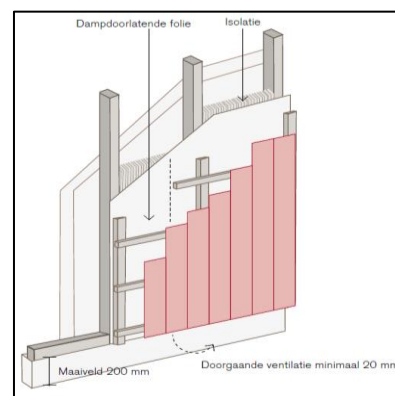 Dampdoorlatende folie
Isolatie
Doorgaande ventilatie minimaal 20 mm
Maaiveld 200 mm